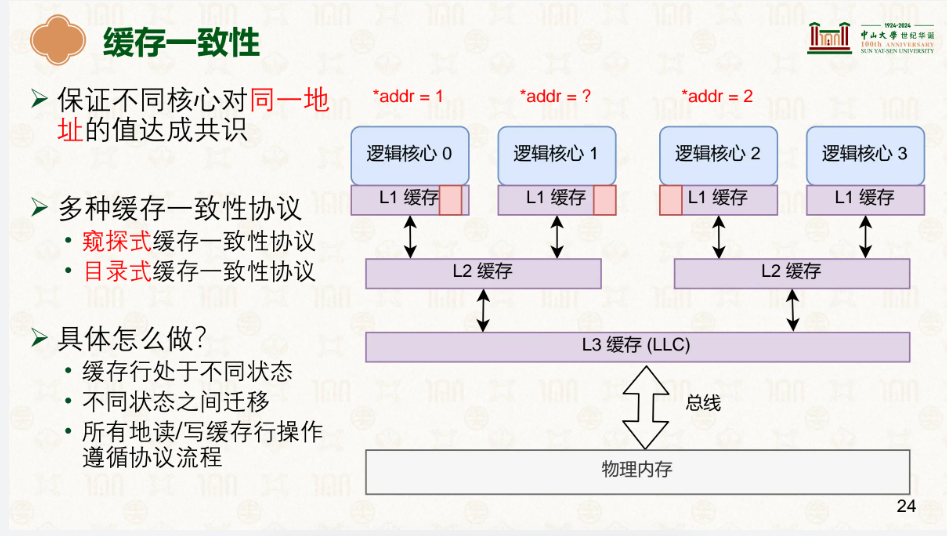 缓存一致性
1924-2024
中山大學 世纪华诞
100th ANNIVERSARY
SUN YAT-SEN UNIVERSITY
保证不同核心对同一地
址的值达成共识
多种缓存一致性协议
• 窥探式缓存一致性协议
• 目录式缓存一致性协议
具体怎么做？
• 缓存行处于不同状态
• 不同状态之间迁移
• 所有地读/写缓存行操作
遵循协议流程
*addr = 1
*addr = ?
*addr = 2
逻辑核心 0
逻辑核心 1
逻辑核心 2
逻辑核心 3
L1 缓存
L1 缓存
L1 缓存
L1 缓存
L2 缓存
L2 缓存
L3 缓存 (LLC)
总线
物理内存
24